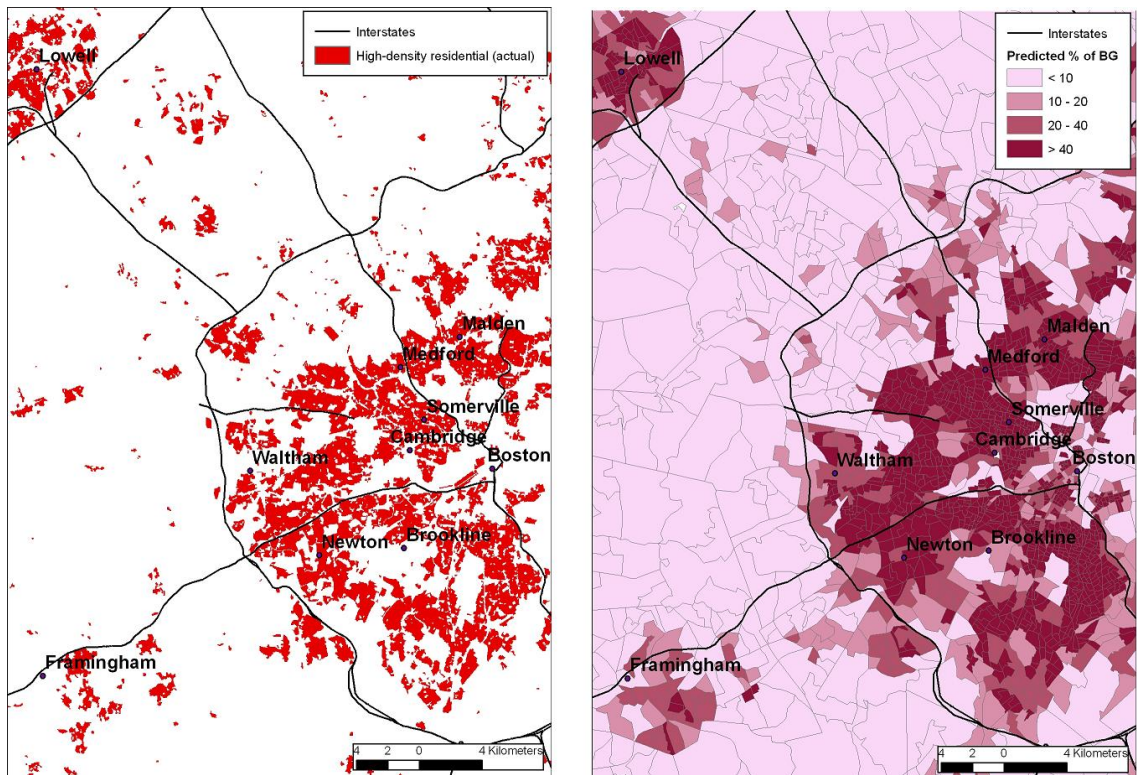 Interstates
High-density residential (actual)
Lowell
Malden
Medford
Somerville
Cambridge
Waltham
Boston
Newton
Brookline
Framingham
4 2 0 4 Kilometers
Interstates
Predicted % of BG
< 10
10 - 20
20 - 40
> 40
Lowell
Malden
Medford
Somerville
Cambridge
Waltham
Boston
Newton
Brookline
Framingham
4 2 0 4 Kilometers